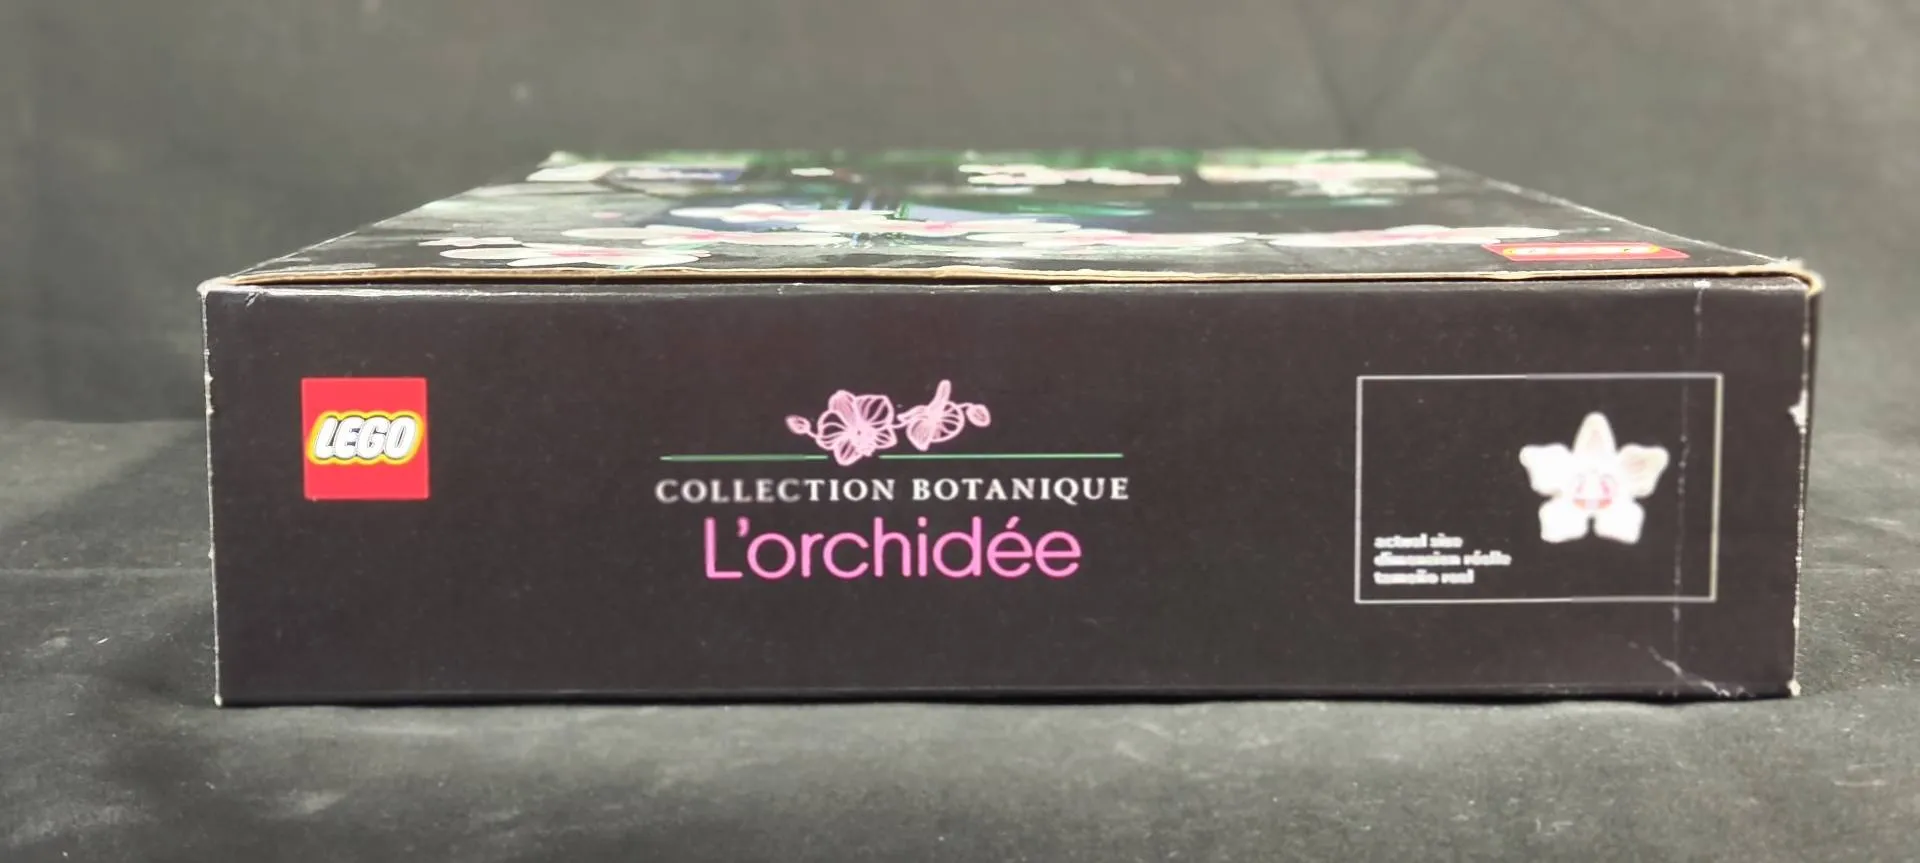 LEGO
COLLECTION BOTANIQUE
L'orchidée
actual size
dimension réelle
tamaño real